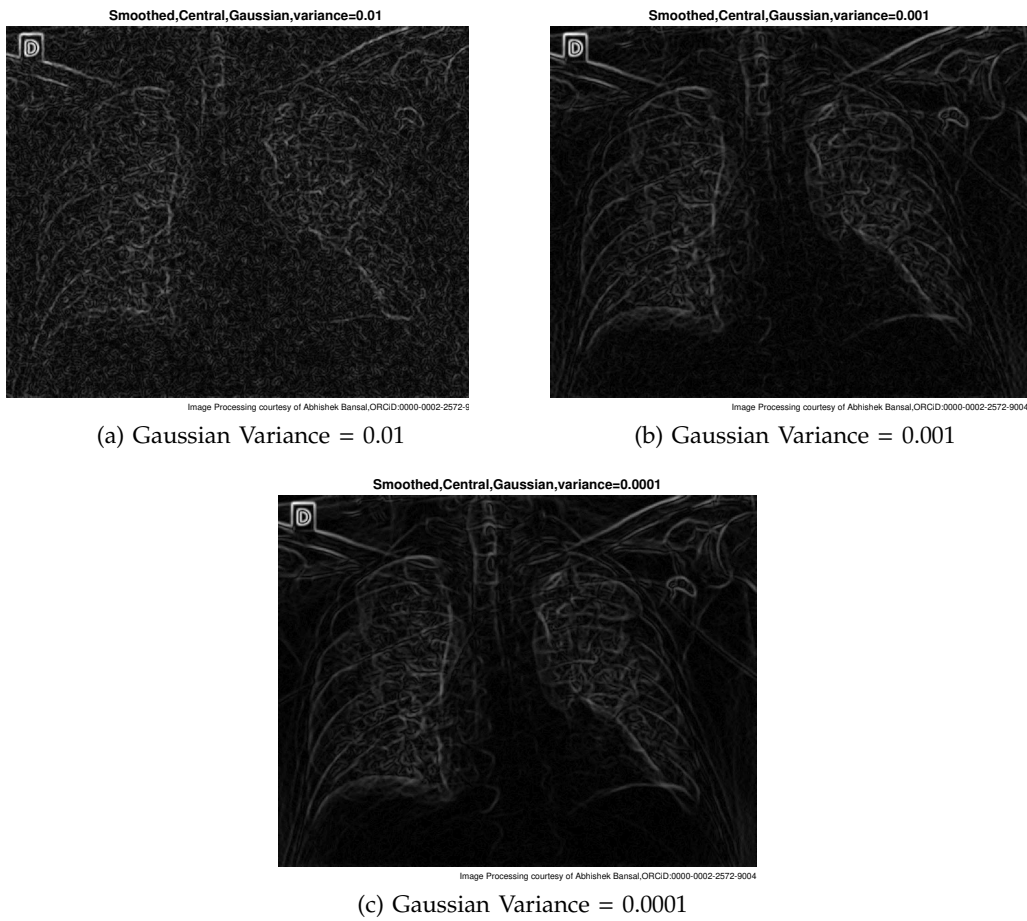 Smoothed,Central,Gaussian,variance=0.01
D
Image Processing courtesy of Abhishek Bansal,ORCiD:0000-0002-2572-9
(a) Gaussian Variance = 0.01
Smoothed,Central,Gaussian,variance=0.001
D
Image Processing courtesy of Abhishek Bansal,ORCiD:0000-0002-2572-9004
(b) Gaussian Variance = 0.001
Smoothed,Central,Gaussian,variance=0.0001
D
Image Processing courtesy of Abhishek Bansal,ORCiD:0000-0002-2572-9004
(c) Gaussian Variance = 0.0001